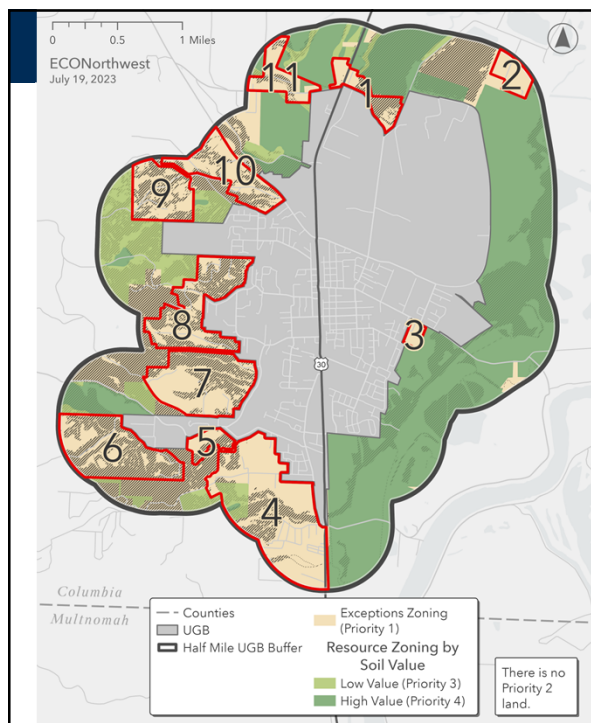 0 0.5 1 Miles
ECONorthwest
July 19, 2023
11
1
2
10
9
3
8
30
7
5
6
4
Columbia
Multnomah
Counties
UGB
Half Mile UGB Buffer
Exceptions Zoning
(Priority 1)
Resource Zoning by
Soil Value
Low Value (Priority 3)
High Value (Priority 4)
There is no
Priority 2
land.